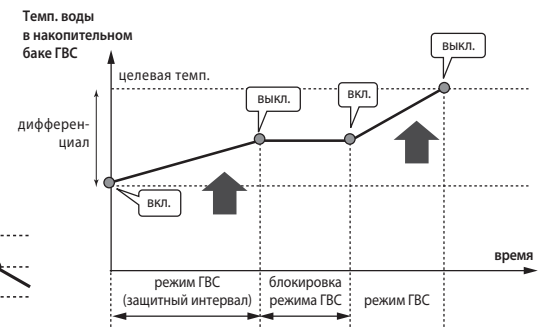 Темп. воды
в накопительном
баке ГВС
целевая темп.
выкл.
выкл.
вкл.
дифферен-
циал
вкл.
время
режим ГВС
(защитный интервал)
блокировка
режима ГВС
режим ГВС